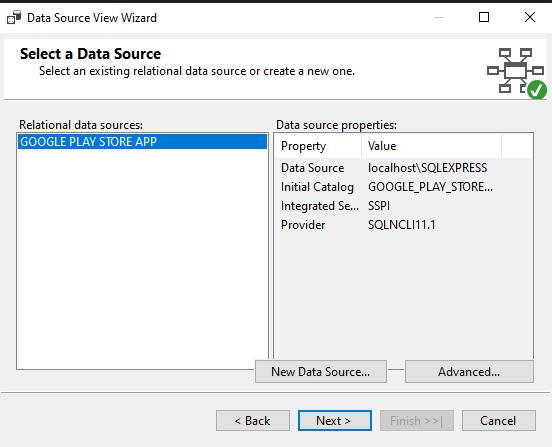 Data Source View Wizard
Select a Data Source
Select an existing relational data source or create a new one.
Relational data sources:
GOOGLE PLAY STORE APP
Data source properties:
Property Value
Data Source localhost\SQLEXPRESS
Initial Catalog GOOGLE_PLAY_STORE...
Integrated Se... SSPI
Provider SQLNCLI11.1
New Data Source... Advanced...
< Back Next > Finish >>| Cancel